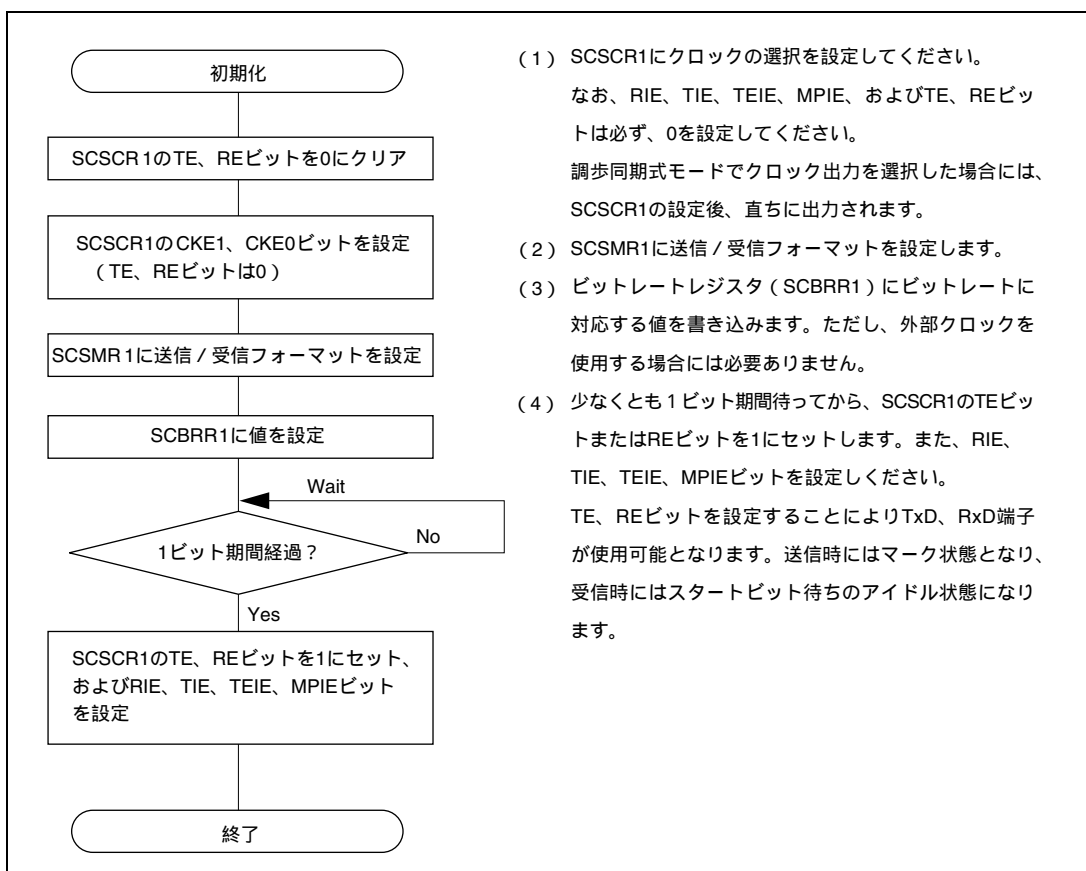 初期化
SCSCR1のTE、REビットを0にクリア
SCSCR1のCKE1、CKE0ビットを設定
（TE、REビットは0）
SCSMR1に送信／受信フォーマットを設定
SCBRR1に値を設定
Wait
1ビット期間経過？
No
Yes
SCSCR1のTE、REビットを1にセット、
およびRIE、TIE、TEIE、MPIEビット
を設定
終了
（1） SCSCR1にクロックの選択を設定してください。
なお、RIE、TIE、TEIE、MPIE、およびTE、REビッ
トは必ず、0を設定してください。
調歩同期式モードでクロック出力を選択した場合には、
SCSCR1の設定後、直ちに出力されます。
（2） SCSMR1に送信／受信フォーマットを設定します。
（3） ビットレートレジスタ（SCBRR1）にビットレートに
対応する値を書き込みます。ただし、外部クロックを
使用する場合には必要ありません。
（4） 少なくとも1ビット期間待ってから、SCSCR1のTEビッ
トまたはREビットを1にセットします。また、RIE、
TIE、TEIE、MPIEビットを設定しください。
TE、REビットを設定することによりTxD、RxD端子
が使用可能となります。送信時にはマーク状態となり、
受信時にはスタートビット待ちのアイドル状態になり
ます。